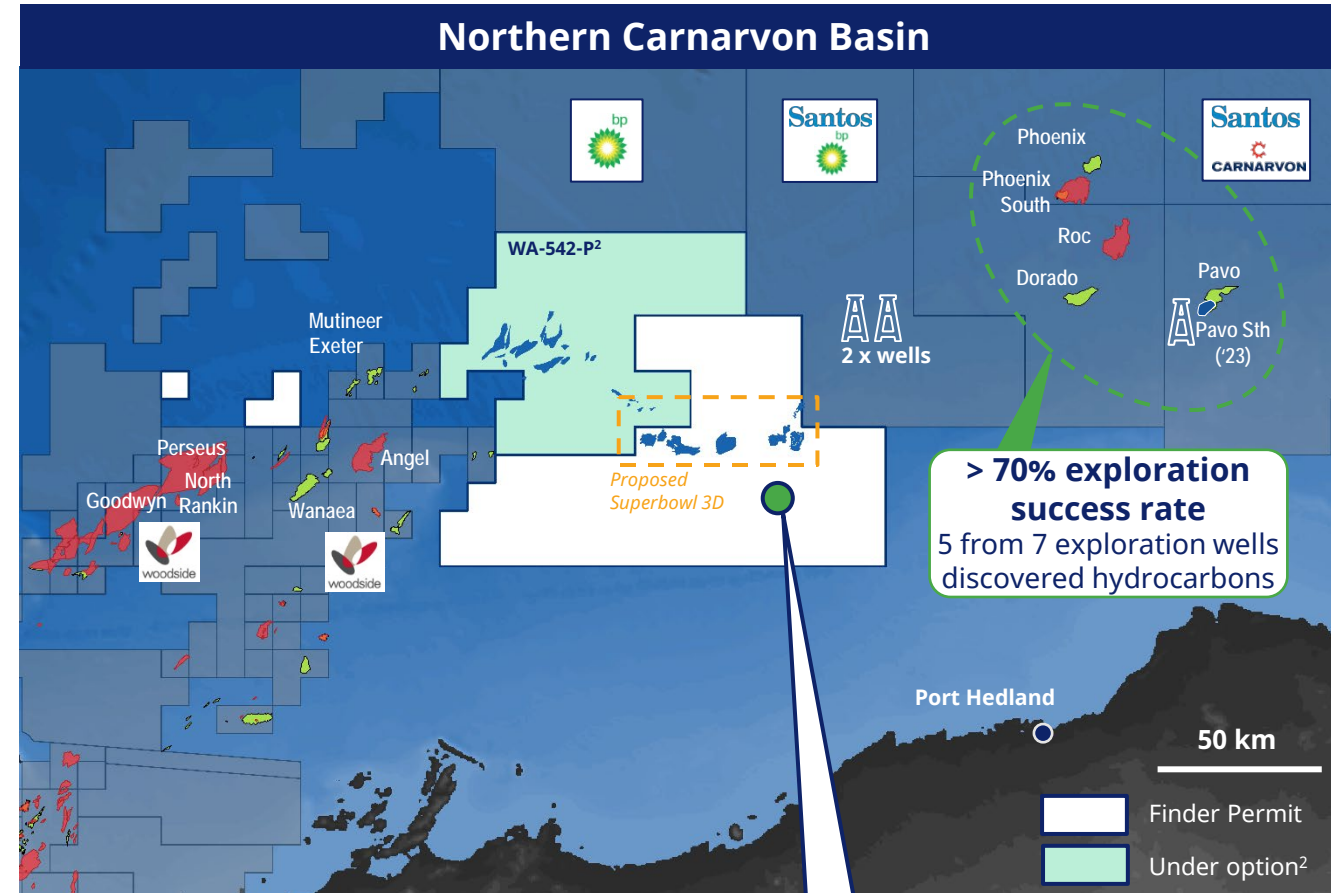 Northern Carnarvon Basin
bp
Santos
bp
Santos
CARNARVON
Phoenix
Phoenix
South
Roc
Dorado
Pavo
Pavo Sth
(‘23)
2 x wells
WA-542-P²
Mutineer
Exeter
Perseus
North
Rankin
Goodwyn
Wanaea
Angel
woodside
woodside
Proposed
Superbowl 3D
> 70% exploration
success rate
5 from 7 exploration wells
discovered hydrocarbons
Port Hedland
50 km
Finder Permit
Under option²